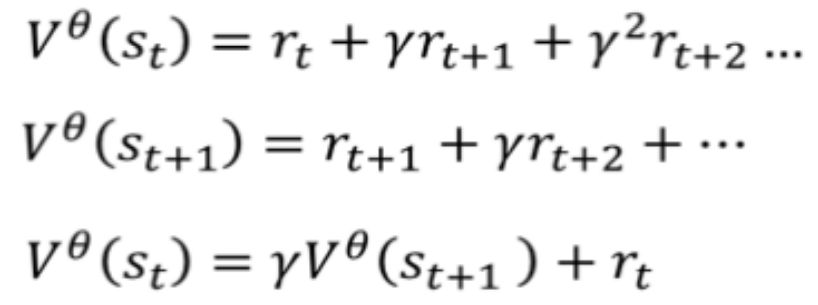 V^θ(s_t) = r_t + γr_{t+1} + γ^2r_{t+2} ...
V^θ(s_{t+1}) = r_{t+1} + γr_{t+2} + ⋯
V^θ(s_t) = γV^θ(s_{t+1}) + r_t